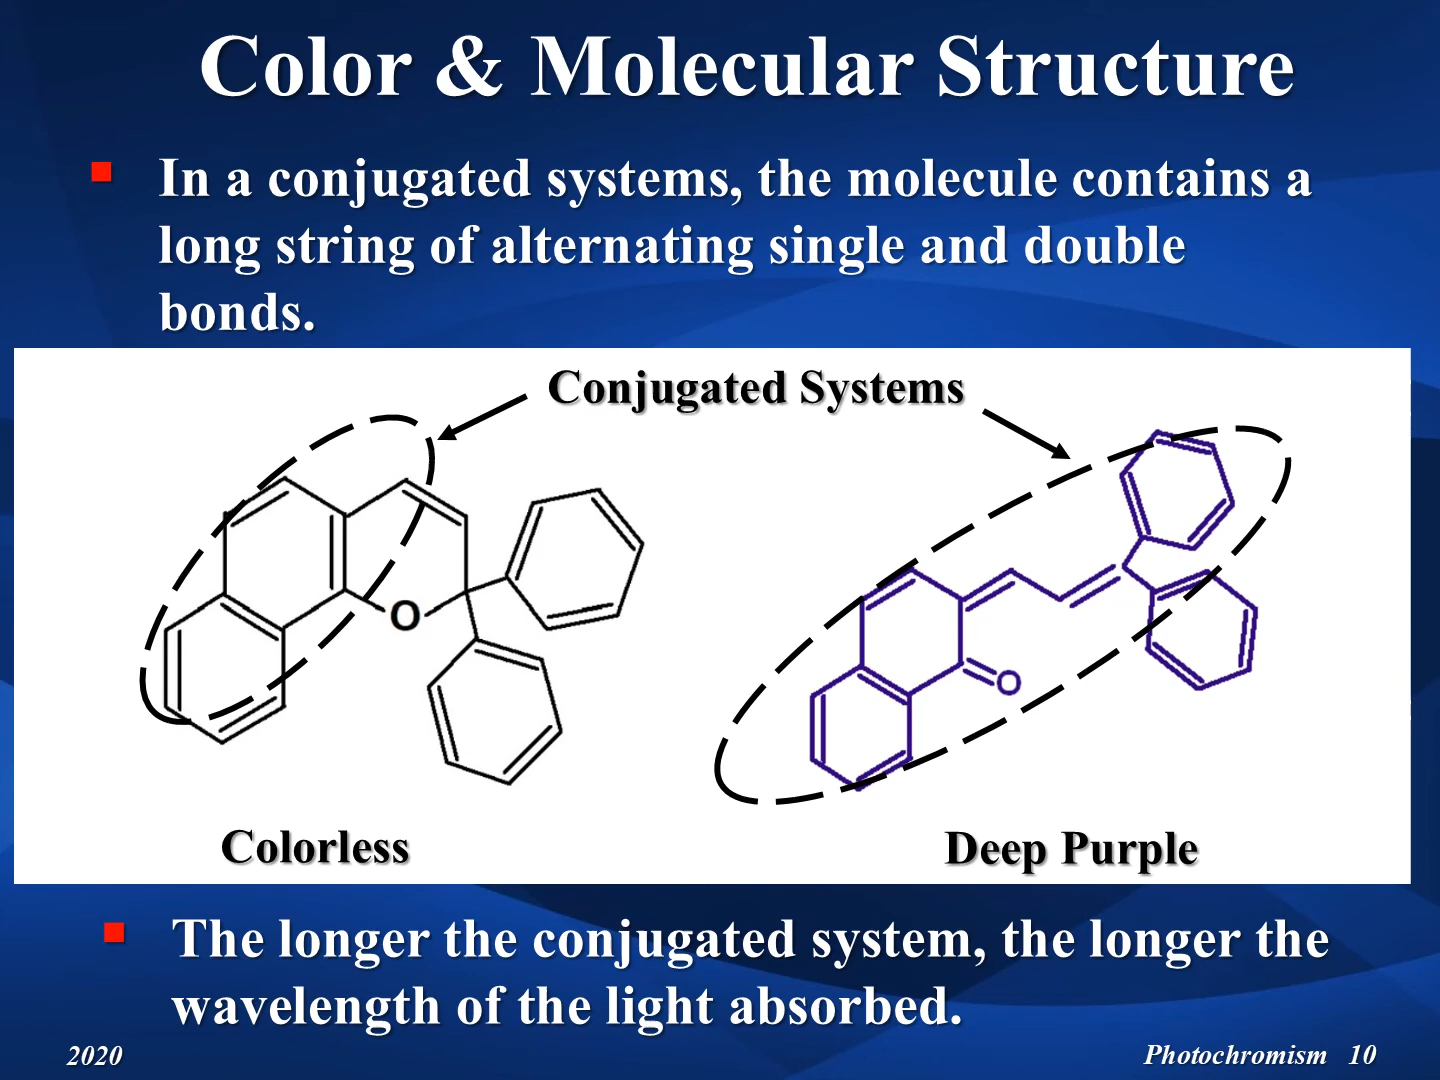 Color & Molecular Structure
In a conjugated systems, the molecule contains a
long string of alternating single and double
bonds.
Conjugated Systems
O
O
Colorless
Deep Purple
The longer the conjugated system, the longer the
wavelength of the light absorbed.
2020
Photochromism 10